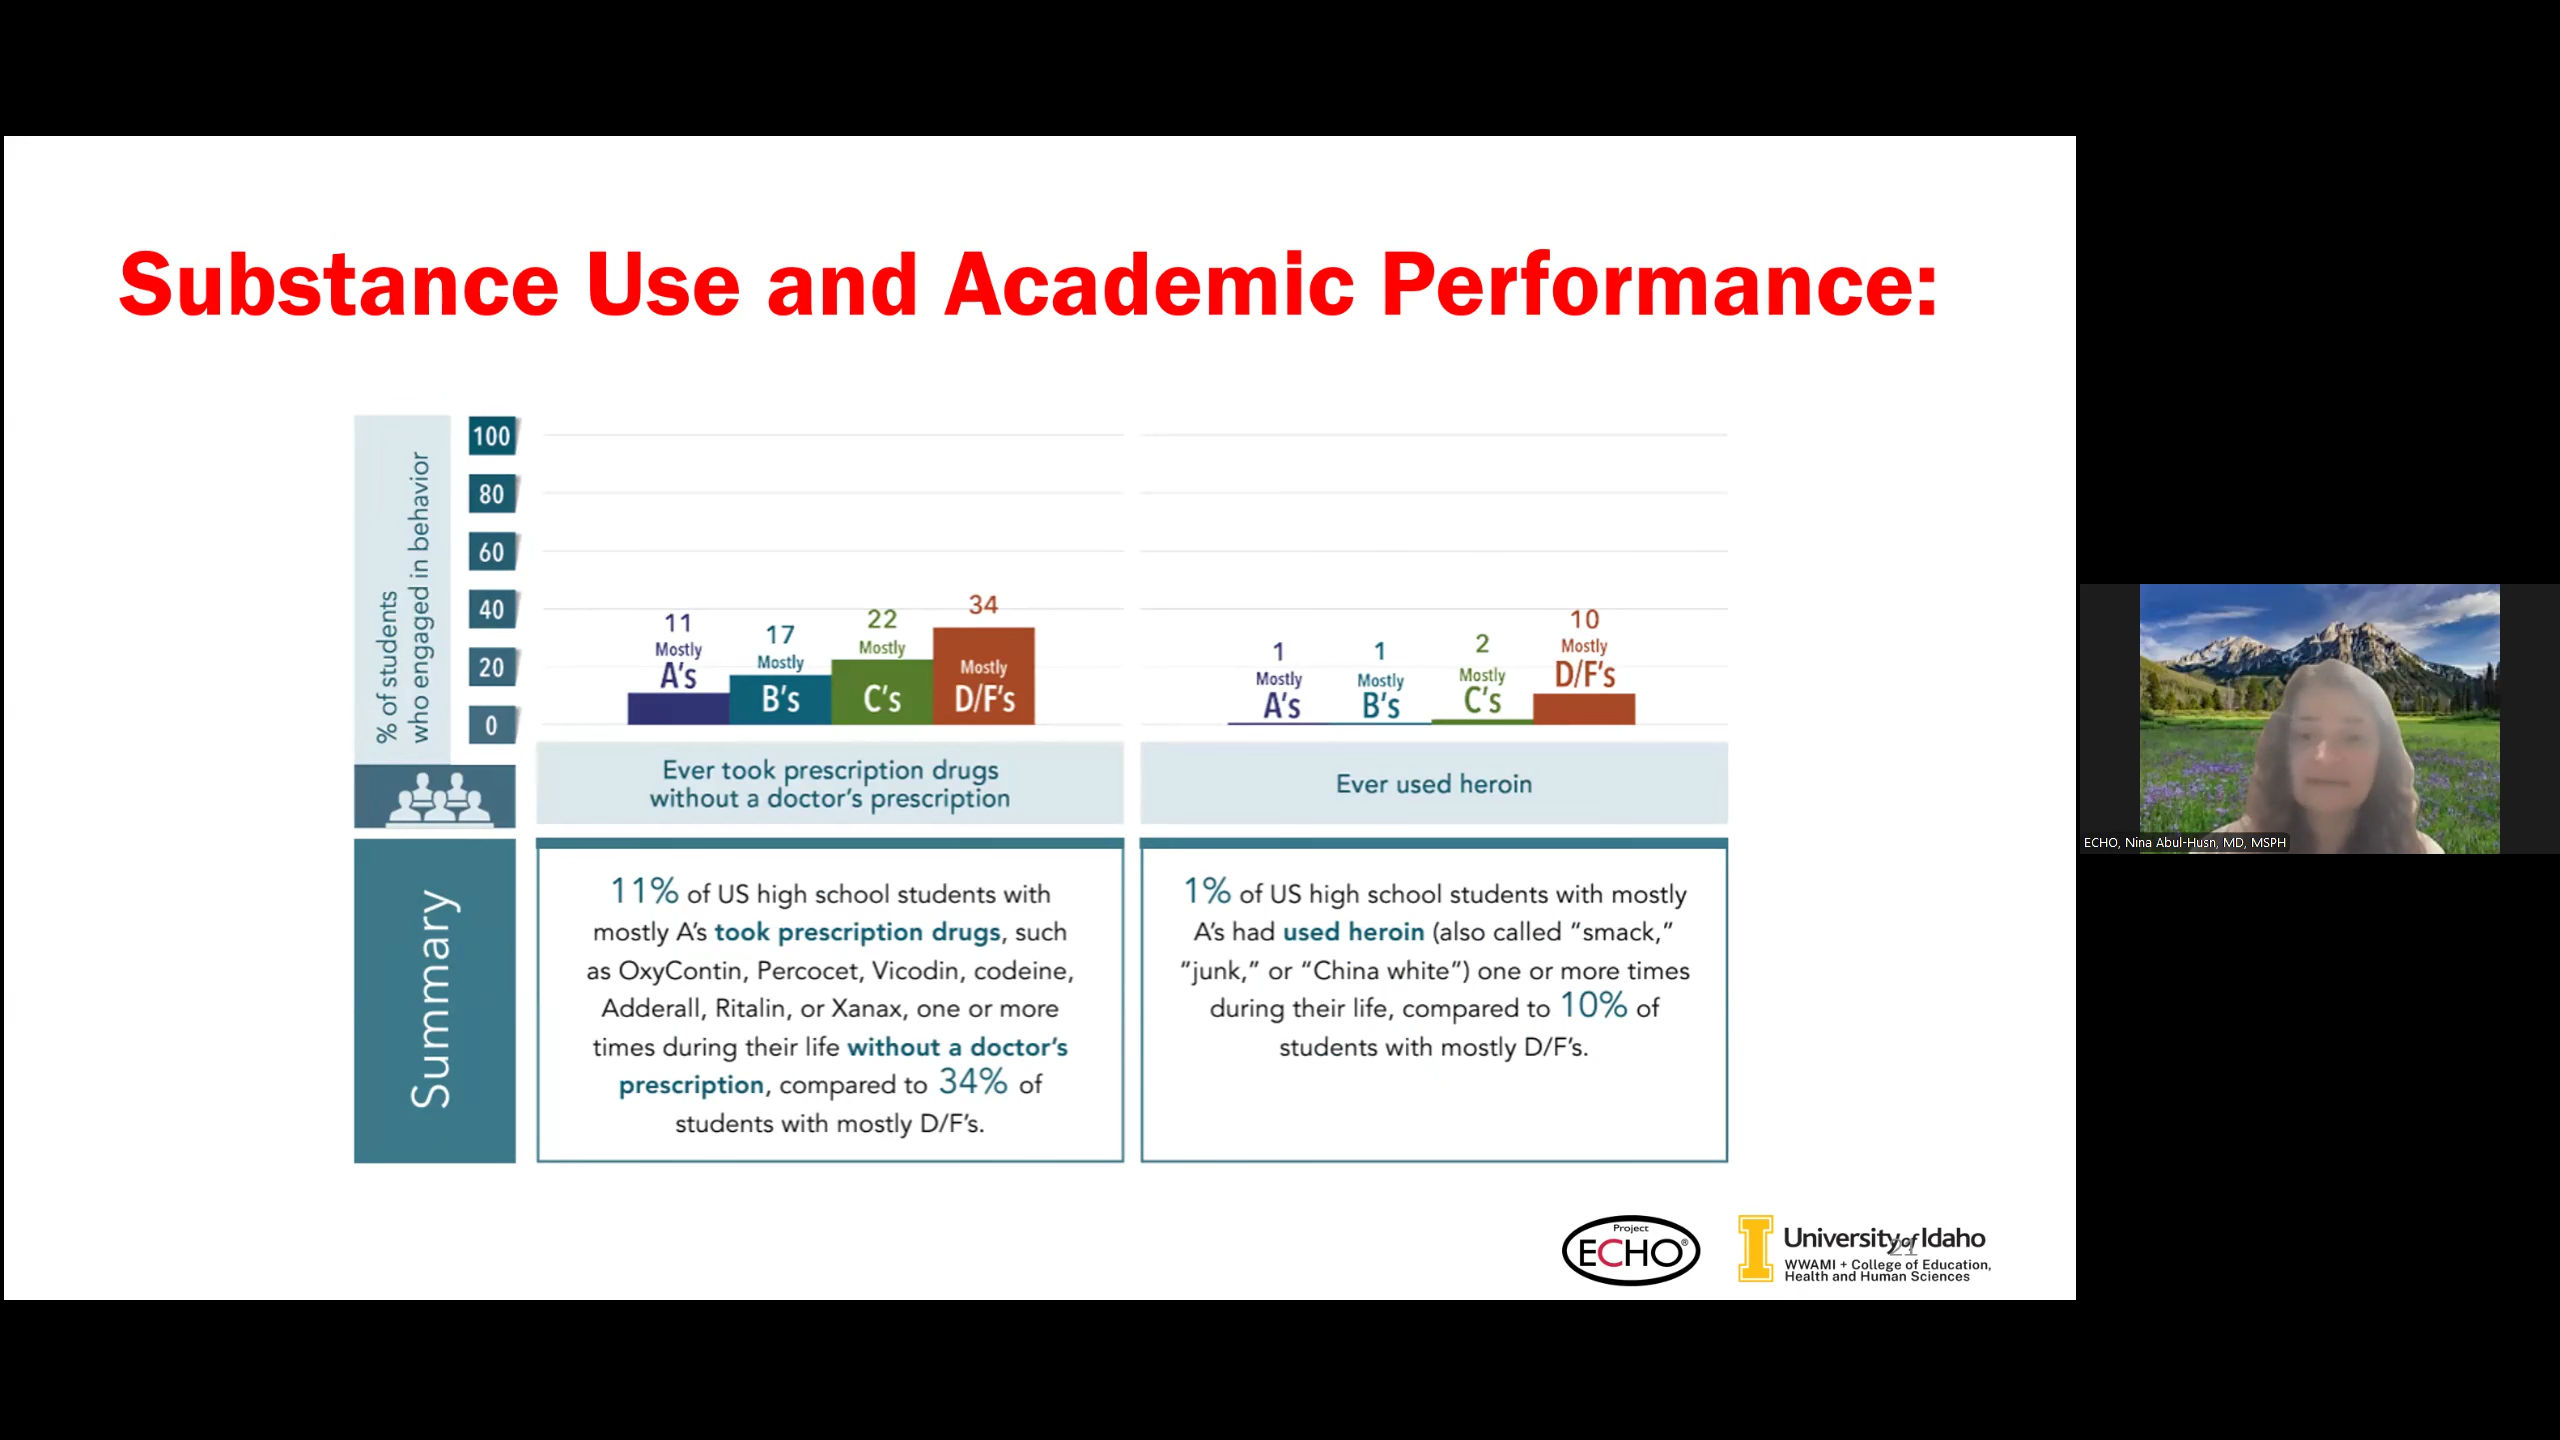 Substance Use and Academic Performance:
% of students
who engaged in behavior
100
80
60
40
20
0
11
Mostly
A's
17
Mostly
B's
22
Mostly
C's
34
Mostly
D/F's
1
Mostly
A's
1
Mostly
B's
2
Mostly
C's
10
Mostly
D/F's
Ever took prescription drugs
without a doctor's prescription
Ever used heroin
Summary
11% of US high school students with
mostly A's took prescription drugs, such
as OxyContin, Percocet, Vicodin, codeine,
Adderall, Ritalin, or Xanax, one or more
times during their life without a doctor's
prescription, compared to 34% of
students with mostly D/F's.
1% of US high school students with mostly
A's had used heroin (also called “smack,”
“junk,” or “China white”) one or more times
during their life, compared to 10% of
students with mostly D/F's.
Project
ECHO®
I
University of Idaho
21
WWAMI + College of Education,
Health and Human Sciences
ECHO, Nina Abul-Husn, MD, MSPH